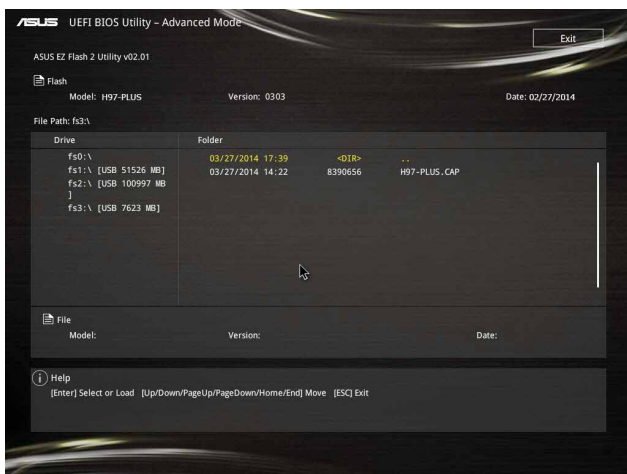 ASUS UEFI BIOS Utility – Advanced Mode
Exit
ASUS EZ Flash 2 Utility v02.01
Flash
Model: H97-PLUS Version: 0303 Date: 02/27/2014
File Path: fs3:\
Drive Folder
fs0:\ 03/27/2014 17:39 <DIR> ..
fs1:\ [USB 51526 MB] 03/27/2014 14:22 8390656 H97-PLUS.CAP
fs2:\ [USB 100997 MB
]
fs3:\ [USB 7623 MB]
File
Model: Version: Date:
Help
[Enter] Select or Load [Up/Down/PageUp/PageDown/Home/End] Move [ESC] Exit